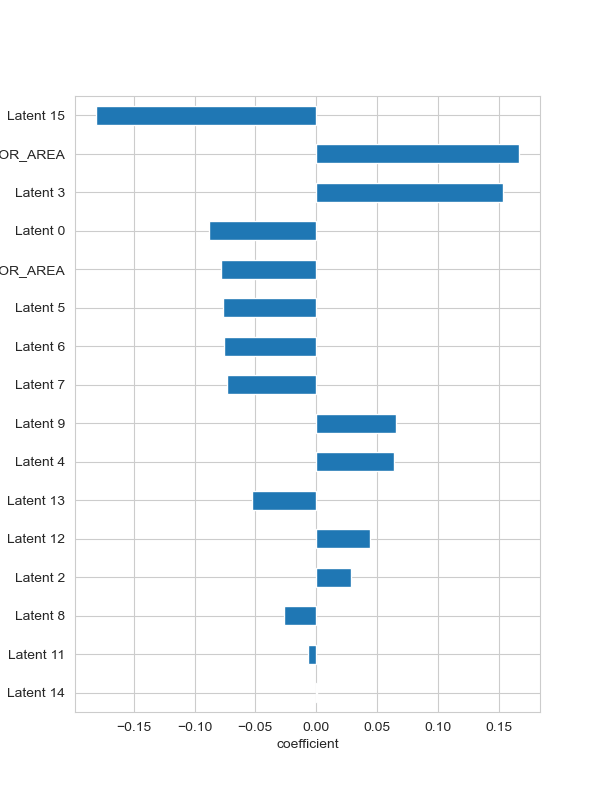 Latent 15
OR_AREA
Latent 3
Latent 0
OR_AREA
Latent 5
Latent 6
Latent 7
Latent 9
Latent 4
Latent 13
Latent 12
Latent 2
Latent 8
Latent 11
Latent 14
−0.15 −0.10 −0.05 0.00 0.05 0.10 0.15
coefficient